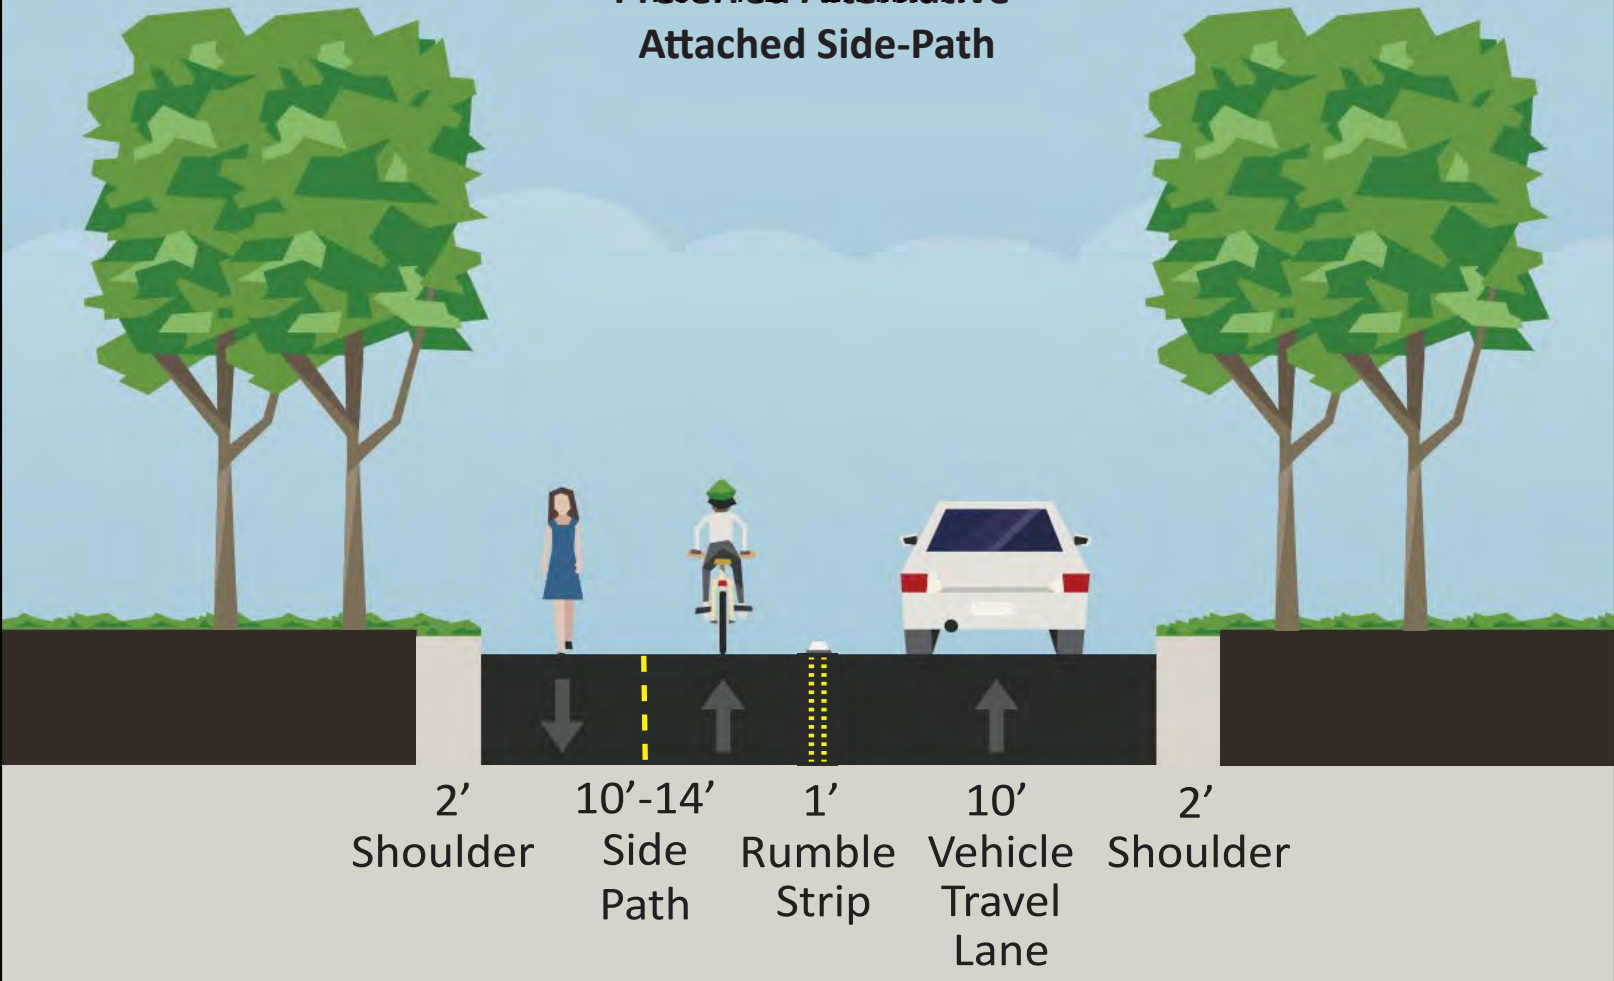 Attached Side-Path
2’
Shoulder
10’-14’
Side
Path
1’
Rumble
Strip
10’
Vehicle
Travel
Lane
2’
Shoulder